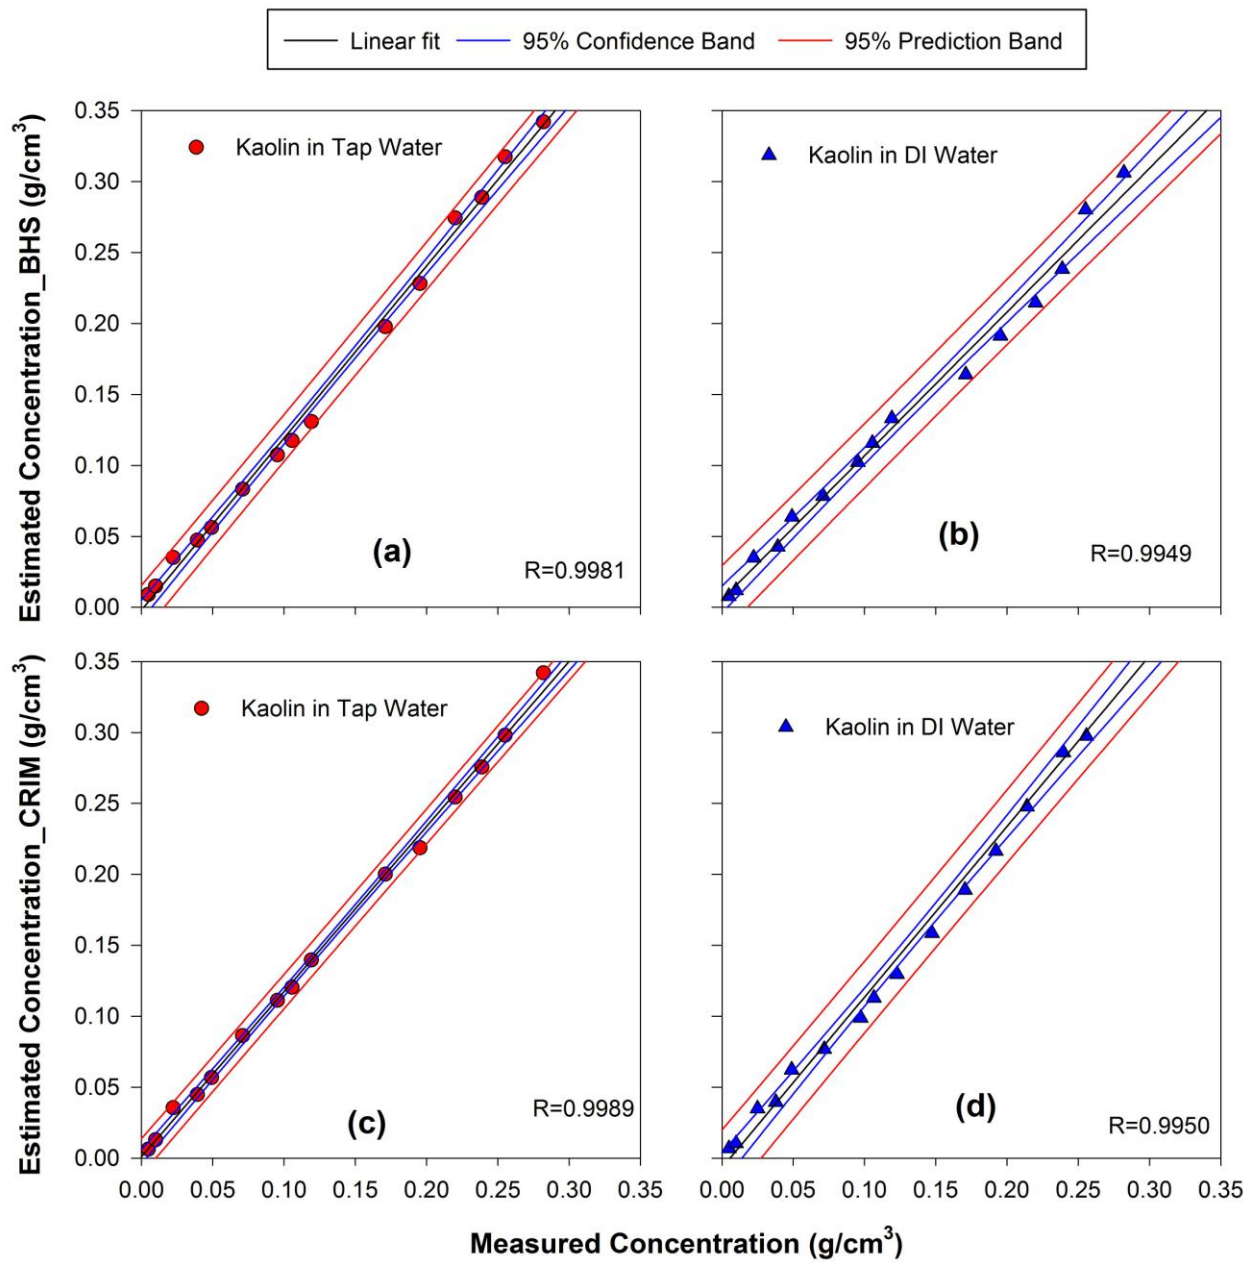 Linear fit 95% Confidence Band 95% Prediction Band
Estimated Concentration_BHS (g/cm³)
0.35
0.30
0.25
0.20
0.15
0.10
0.05
0.00
Kaolin in Tap Water
(a)
R=0.9981
Kaolin in DI Water
(b)
R=0.9949
Estimated Concentration_CRIM (g/cm³)
0.35
0.30
0.25
0.20
0.15
0.10
0.05
0.00
Kaolin in Tap Water
(c)
R=0.9989
Kaolin in DI Water
(d)
R=0.9950
0.00 0.05 0.10 0.15 0.20 0.25 0.30 0.35 0.00 0.05 0.10 0.15 0.20 0.25 0.30 0.35
Measured Concentration (g/cm³)